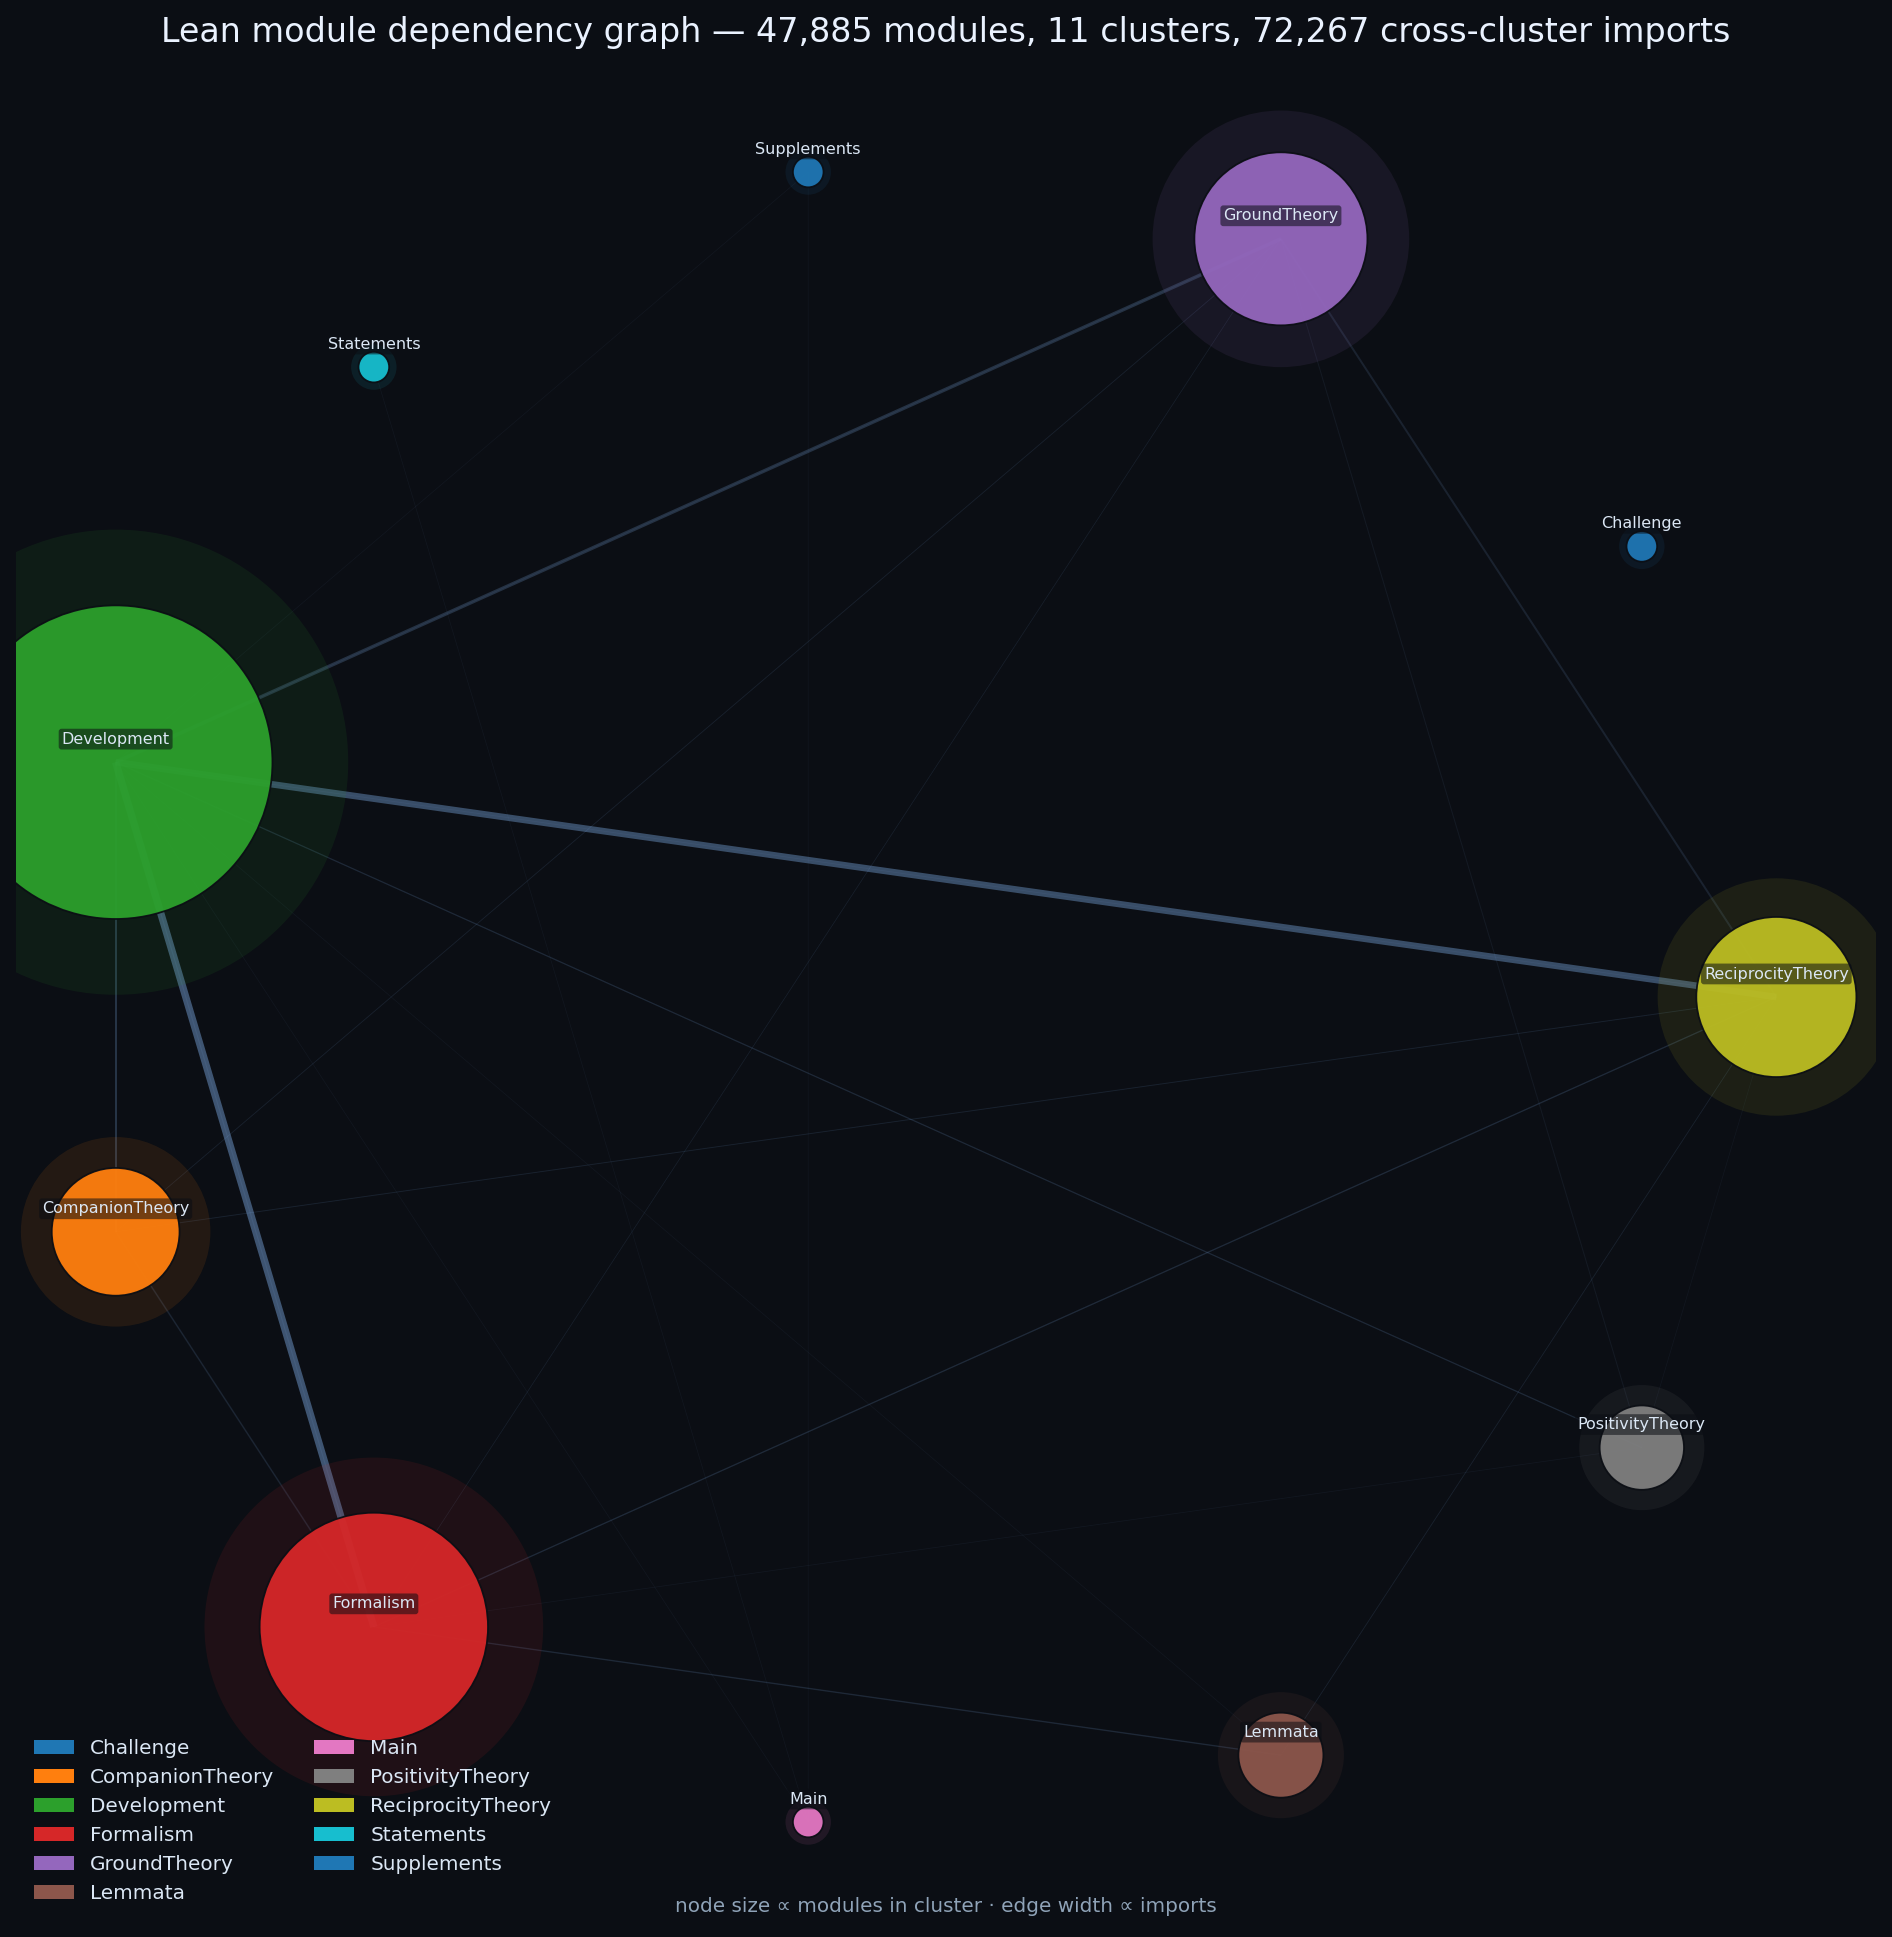 Lean module dependency graph — 47,885 modules, 11 clusters, 72,267 cross-cluster imports
Supplements
GroundTheory
Statements
Challenge
Development
ReciprocityTheory
CompanionTheory
PositivityTheory
Formalism
Lemmata
Main
Challenge
CompanionTheory
Development
Formalism
GroundTheory
Lemmata
Main
PositivityTheory
ReciprocityTheory
Statements
Supplements
node size ∝ modules in cluster · edge width ∝ imports